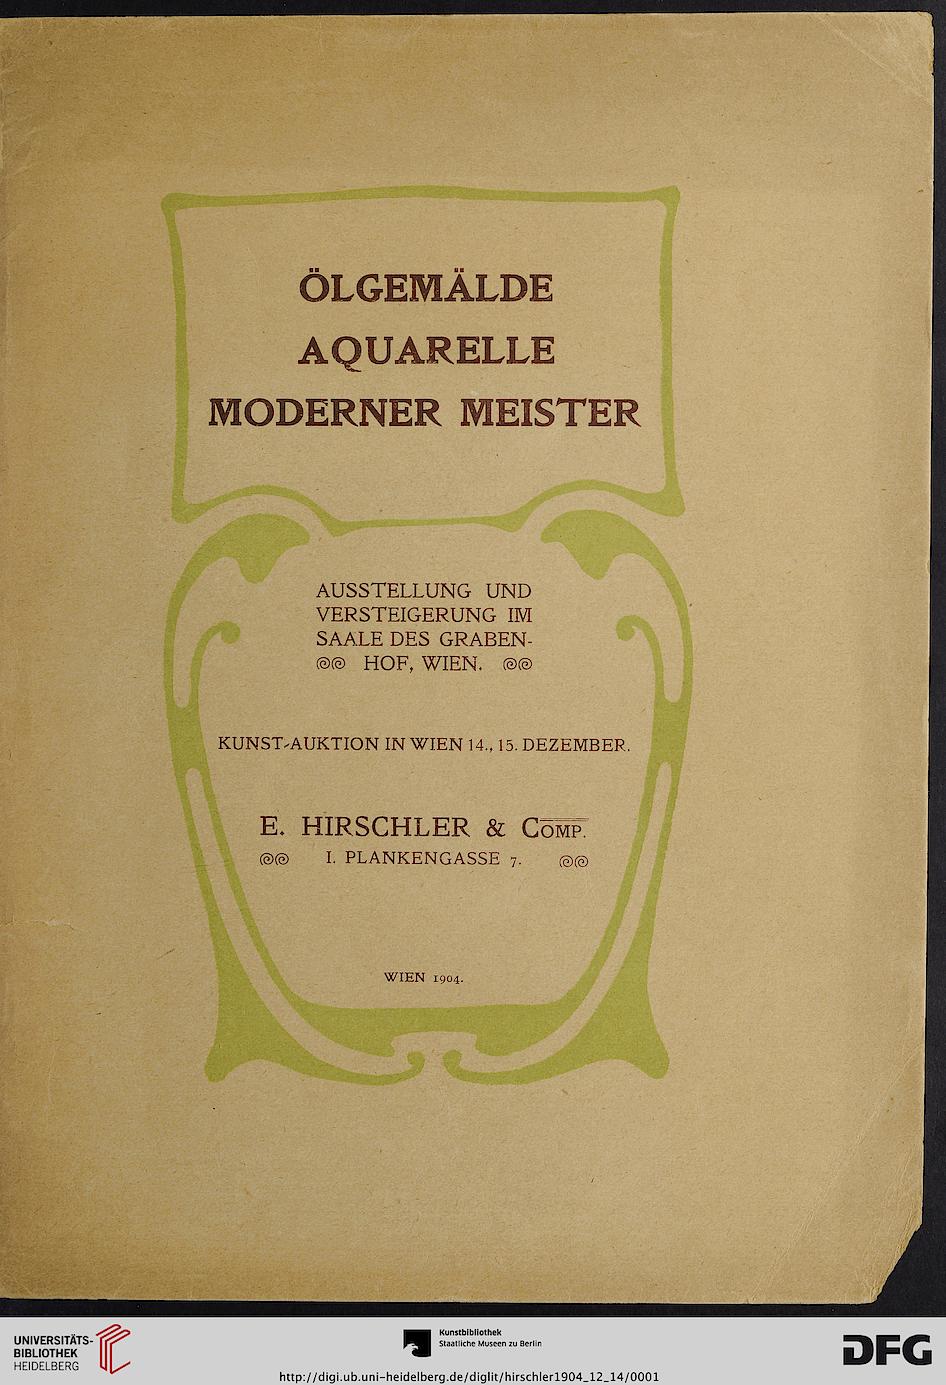 ÖLGEMÄLDE
AQUARELLE
MODERNER MEISTER
AUSSTELLUNG UND
VERSTEIGERUNG IM
SAALE DES GRABEN-
HOF, WIEN.
KUNST-AUKTION IN WIEN 14., 15. DEZEMBER.
E. HIRSCHLER & COMP.
I. PLANKENGASSE 7.
WIEN 1904.
UNIVERSITÄTS-
BIBLIOTHEK
HEIDELBERG
Kunstbibliothek
Staatliche Museen zu Berlin
DFG
http://digi.ub.uni-heidelberg.de/diglit/hirschler1904_12_14/0001